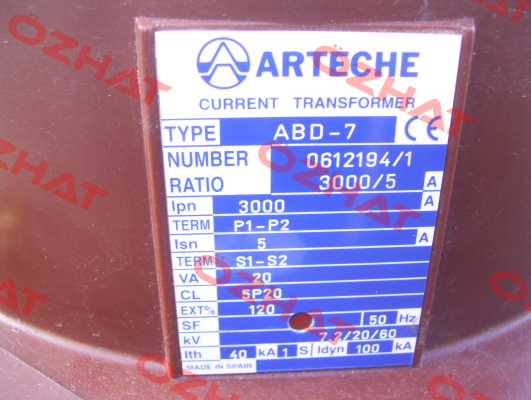 ARTECHE
CURRENT TRANSFORMER
TYPE ABD-7 CE
NUMBER 0612194/1
RATIO 3000/5 A
Ipn 3000 A
TERM P1-P2
Isn 5 A
TERM S1-S2
VA 20
CL 5P20
EXT% 120
SF 50 Hz
kV 7,2/20/60
Ith 40 kA 1 S Idyn 100 kA
MADE IN SPAIN
OZHAT
OZHAT
OZHAT
OZHAT
OZHAT
OZHAT